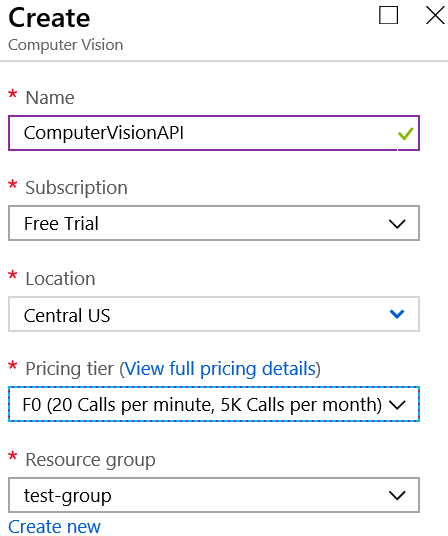 Create
Computer Vision
* Name
ComputerVisionAPI
* Subscription
Free Trial
* Location
Central US
* Pricing tier (View full pricing details)
F0 (20 Calls per minute, 5K Calls per month)
* Resource group
test-group
Create new